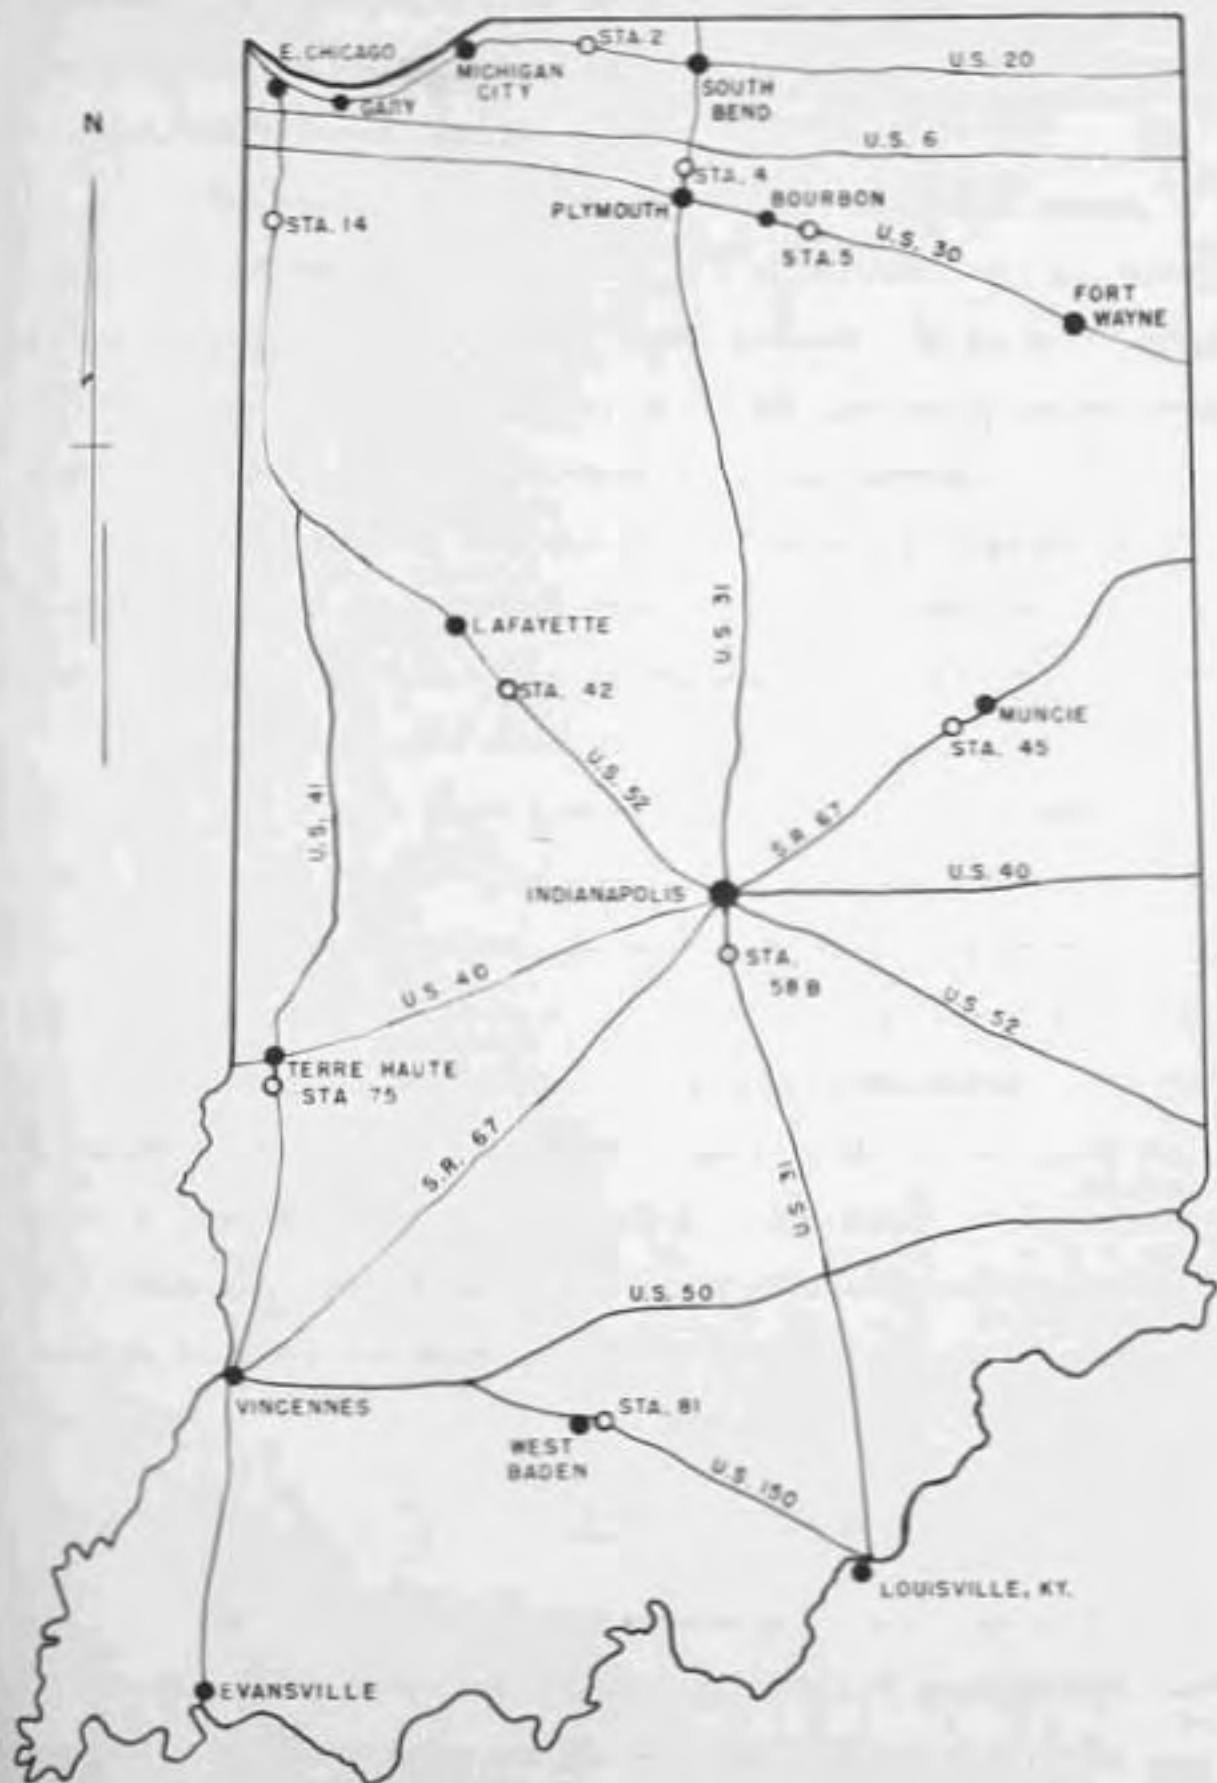 STA. 2
E. CHICAGO
U.S. 20
MICHIGAN
CITY
SOUTH
BEND
GARY
N
U.S. 6
STA. 4
BOURBON
PLYMOUTH
STA. 14
U.S. 30
STA. 5
FORT
WAYNE
U.S. 31
LAFAYETTE
STA. 42
MUNCIE
STA. 45
U.S. 52
U.S. 41
S.R. 67
U.S. 40
INDIANAPOLIS
STA.
58 B
U.S. 40
U.S. 52
TERRE HAUTE
STA 75
S.R. 67
U.S. 31
U.S. 50
VINCENNES
STA. 81
WEST
BADEN
U.S. 150
LOUISVILLE, KY.
EVANSVILLE